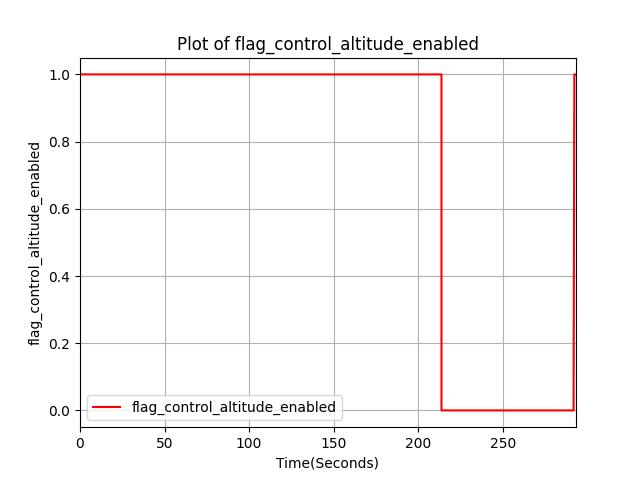 Plot of flag_control_altitude_enabled
1.0
0.8
0.6
0.4
0.2
0.0
flag_control_altitude_enabled
flag_control_altitude_enabled
0 50 100 150 200 250
Time(Seconds)